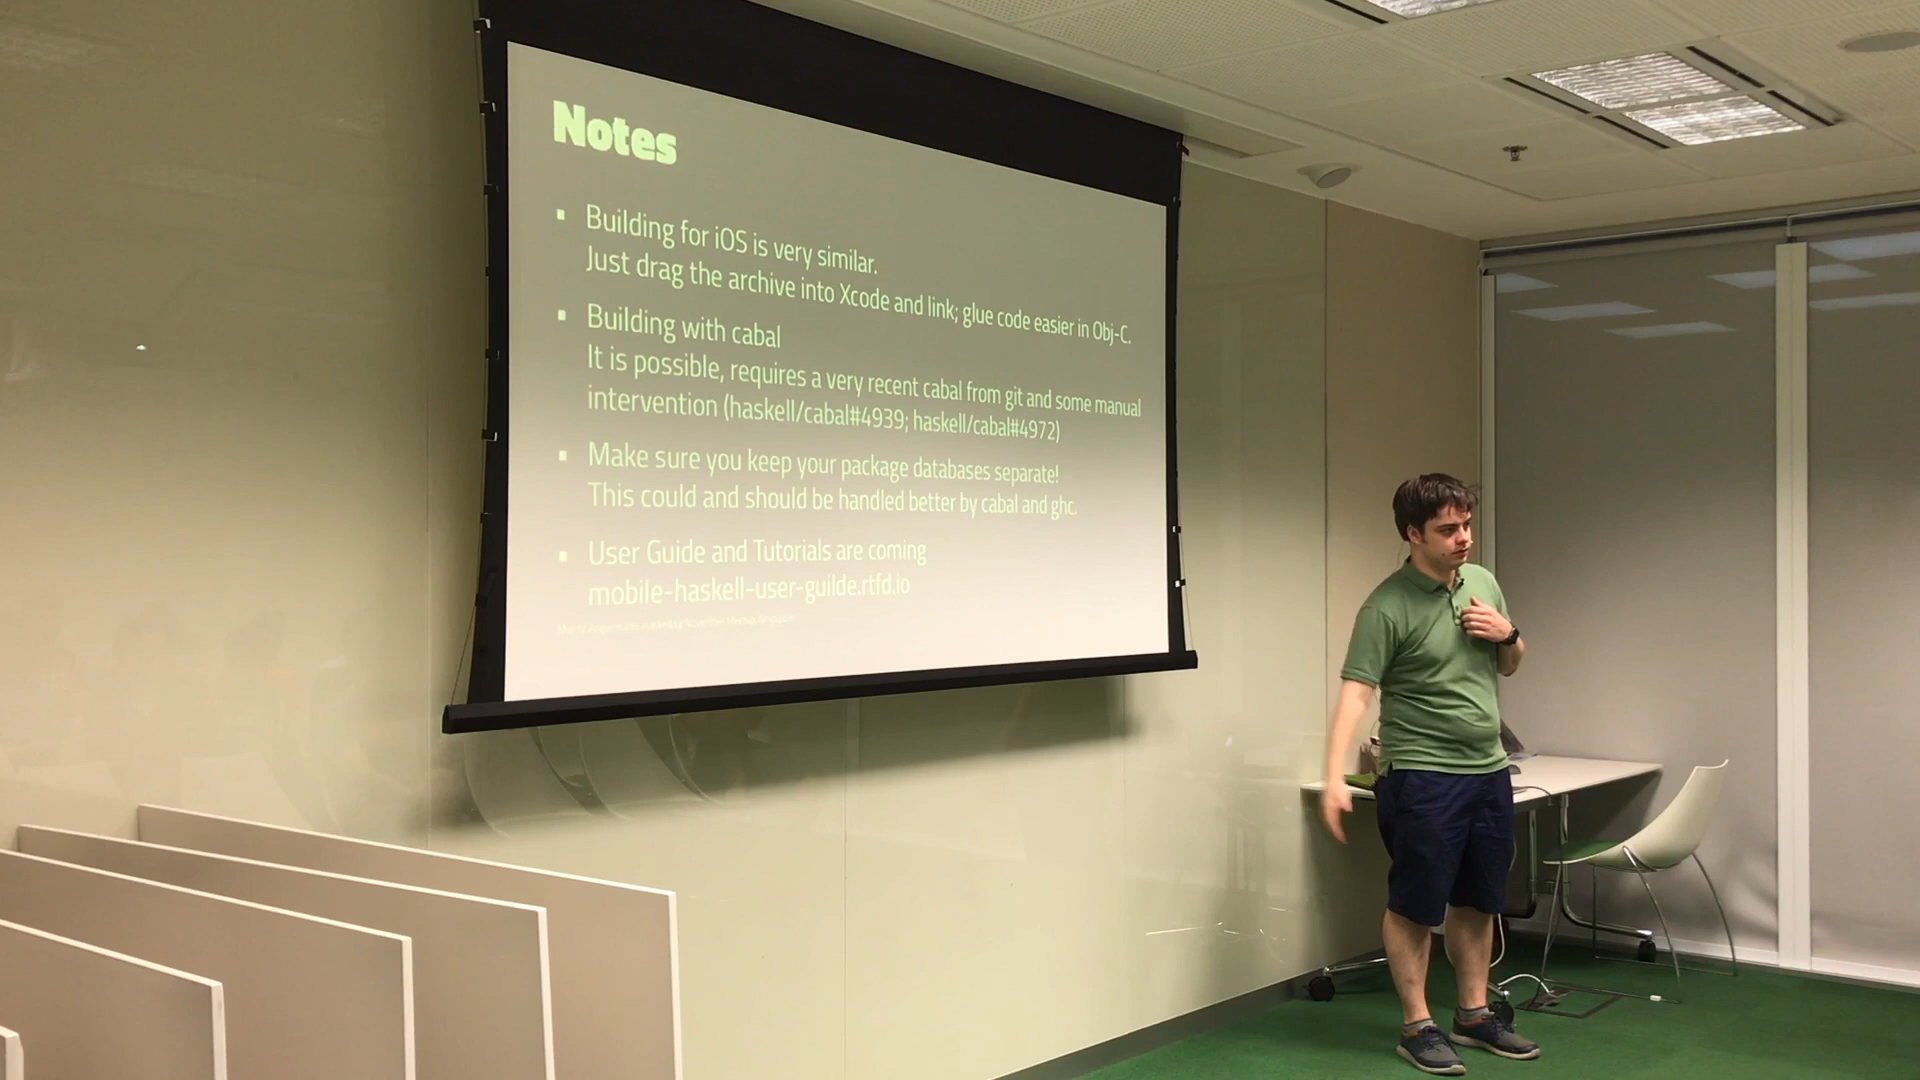 Notes
Building for iOS is very similar.
Just drag the archive into Xcode and link; glue code easier in Obj-C.
Building with cabal
It is possible, requires a very recent cabal from git and some manual
intervention (haskell/cabal#4939; haskell/cabal#4972)
Make sure you keep your package databases separate!
This could and should be handled better by cabal and ghc.
User Guide and Tutorials are coming
mobile-haskell-user-guilde.rtfd.io
November Meetup, Singapore